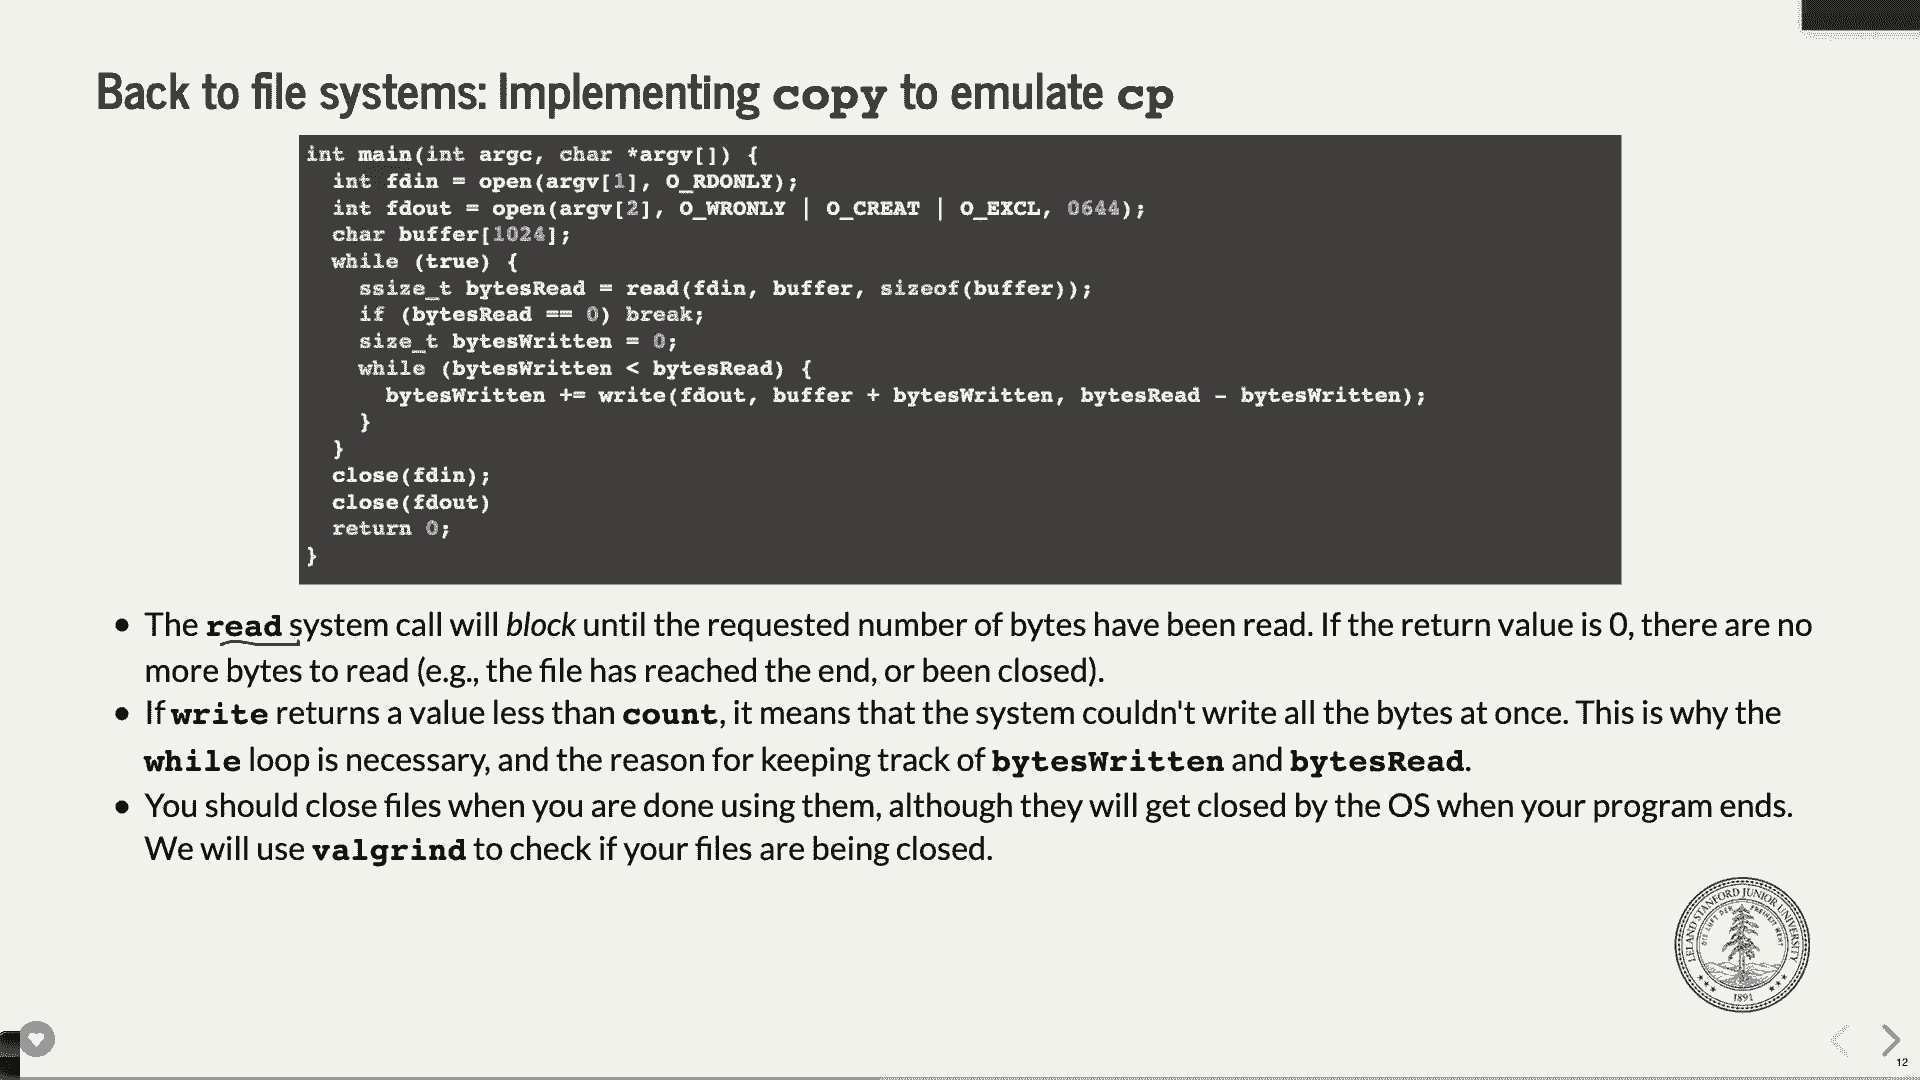 Back to file systems: Implementing copy to emulate cp
int main(int argc, char *argv[]) {
  int fdin = open(argv[1], O_RDONLY);
  int fdout = open(argv[2], O_WRONLY | O_CREAT | O_EXCL, 0644);
  char buffer[1024];
  while (true) {
    ssize_t bytesRead = read(fdin, buffer, sizeof(buffer));
    if (bytesRead == 0) break;
    size_t bytesWritten = 0;
    while (bytesWritten < bytesRead) {
      bytesWritten += write(fdout, buffer + bytesWritten, bytesRead - bytesWritten);
    }
  }
  close(fdin);
  close(fdout)
  return 0;
}
• The read system call will block until the requested number of bytes have been read. If the return value is 0, there are no
more bytes to read (e.g., the file has reached the end, or been closed).
• If write returns a value less than count, it means that the system couldn't write all the bytes at once. This is why the
while loop is necessary, and the reason for keeping track of bytesWritten and bytesRead.
• You should close files when you are done using them, although they will get closed by the OS when your program ends.
We will use valgrind to check if your files are being closed.
LELAND STANFORD JUNIOR UNIVERSITY
DIE LUFT DER FREIHEIT WEHT
1891
12